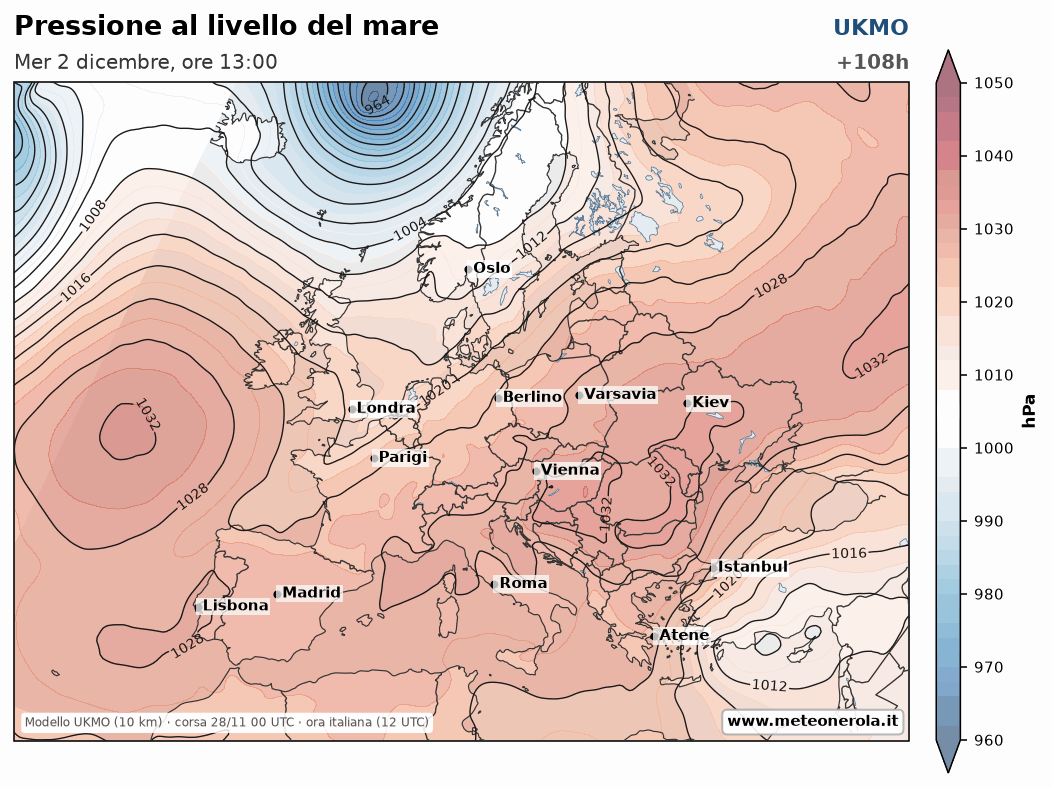 Pressione al livello del mare
UKMO
Mer 2 dicembre, ore 13:00
+108h
964
1050
1040
1030
1020
1010
1000
990
980
970
960
hPa
1008
1004
1012
1016
Oslo
1028
1032
1020
Londra
Berlino
Varsavia
Kiev
1032
Parigi
Vienna
1032
1028
1032
1016
Istanbul
1020
Roma
Madrid
Lisbona
Atene
1028
1012
Modello UKMO (10 km) · corsa 28/11 00 UTC · ora italiana (12 UTC)
www.meteonerola.it